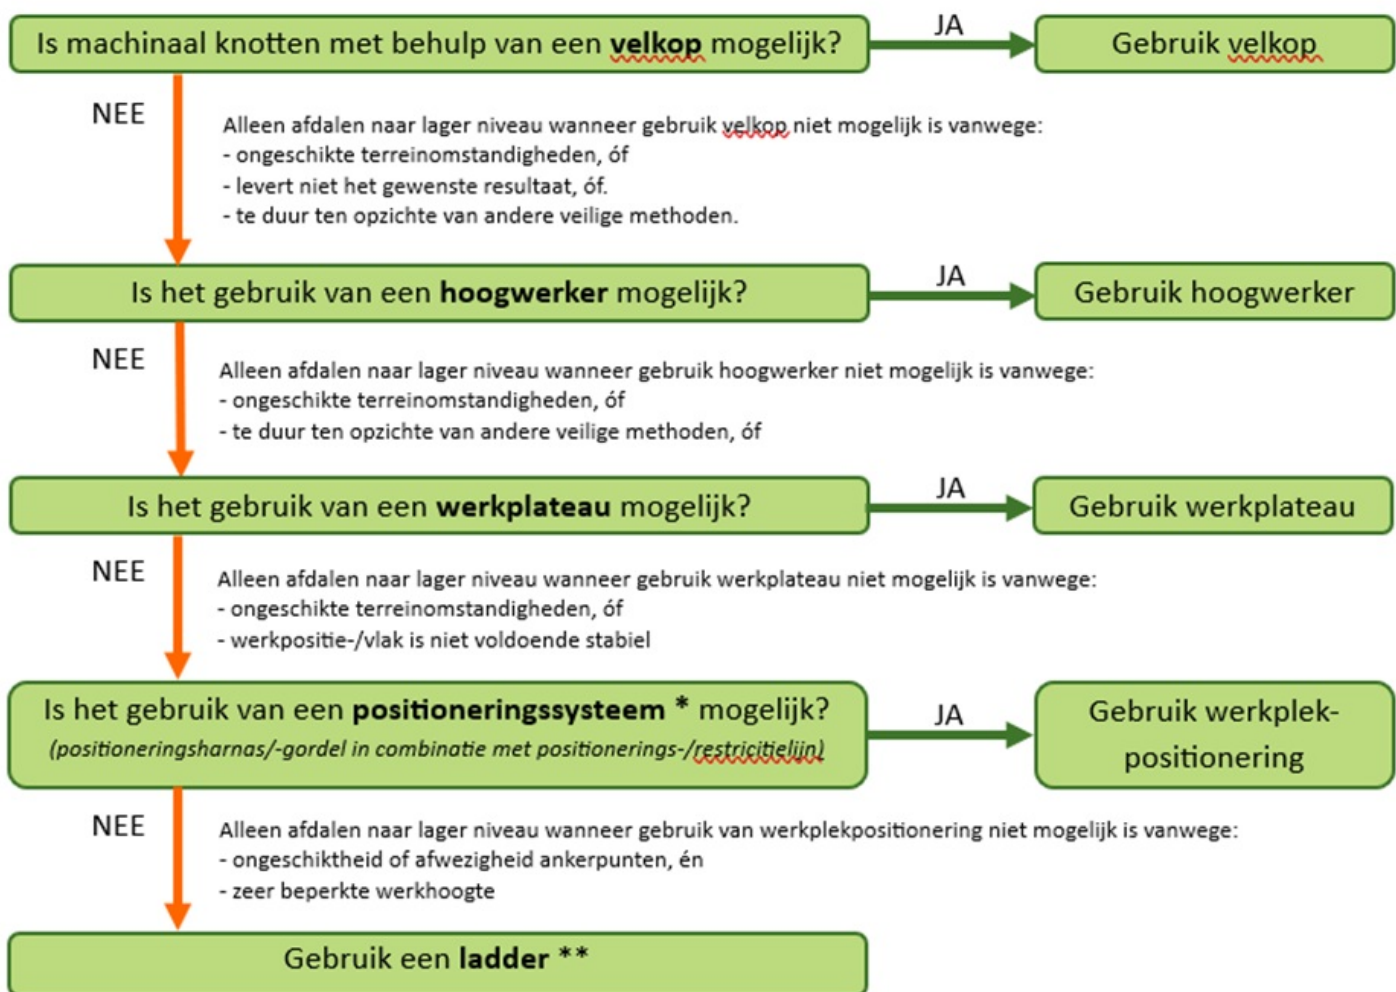 Is machinaal knotten met behulp van een velkop mogelijk?
JA
Gebruik velkop
NEE
Alleen afdalen naar lager niveau wanneer gebruik velkop niet mogelijk is vanwege:
- ongeschikte terreinomstandigheden, óf
- levert niet het gewenste resultaat, óf.
- te duur ten opzichte van andere veilige methoden.
Is het gebruik van een hoogwerker mogelijk?
JA
Gebruik hoogwerker
NEE
Alleen afdalen naar lager niveau wanneer gebruik hoogwerker niet mogelijk is vanwege:
- ongeschikte terreinomstandigheden, óf
- te duur ten opzichte van andere veilige methoden, óf
Is het gebruik van een werkplateau mogelijk?
JA
Gebruik werkplateau
NEE
Alleen afdalen naar lager niveau wanneer gebruik werkplateau niet mogelijk is vanwege:
- ongeschikte terreinomstandigheden, óf
- werkpositie-/vlak is niet voldoende stabiel
Is het gebruik van een positioneringssysteem * mogelijk?
(positioneringsharnas/-gordel in combinatie met positionerings-/restricitielijn)
JA
Gebruik werkplek-
positionering
NEE
Alleen afdalen naar lager niveau wanneer gebruik van werkplekpositionering niet mogelijk is vanwege:
- ongeschiktheid of afwezigheid ankerpunten, én
- zeer beperkte werkhoogte
Gebruik een ladder **